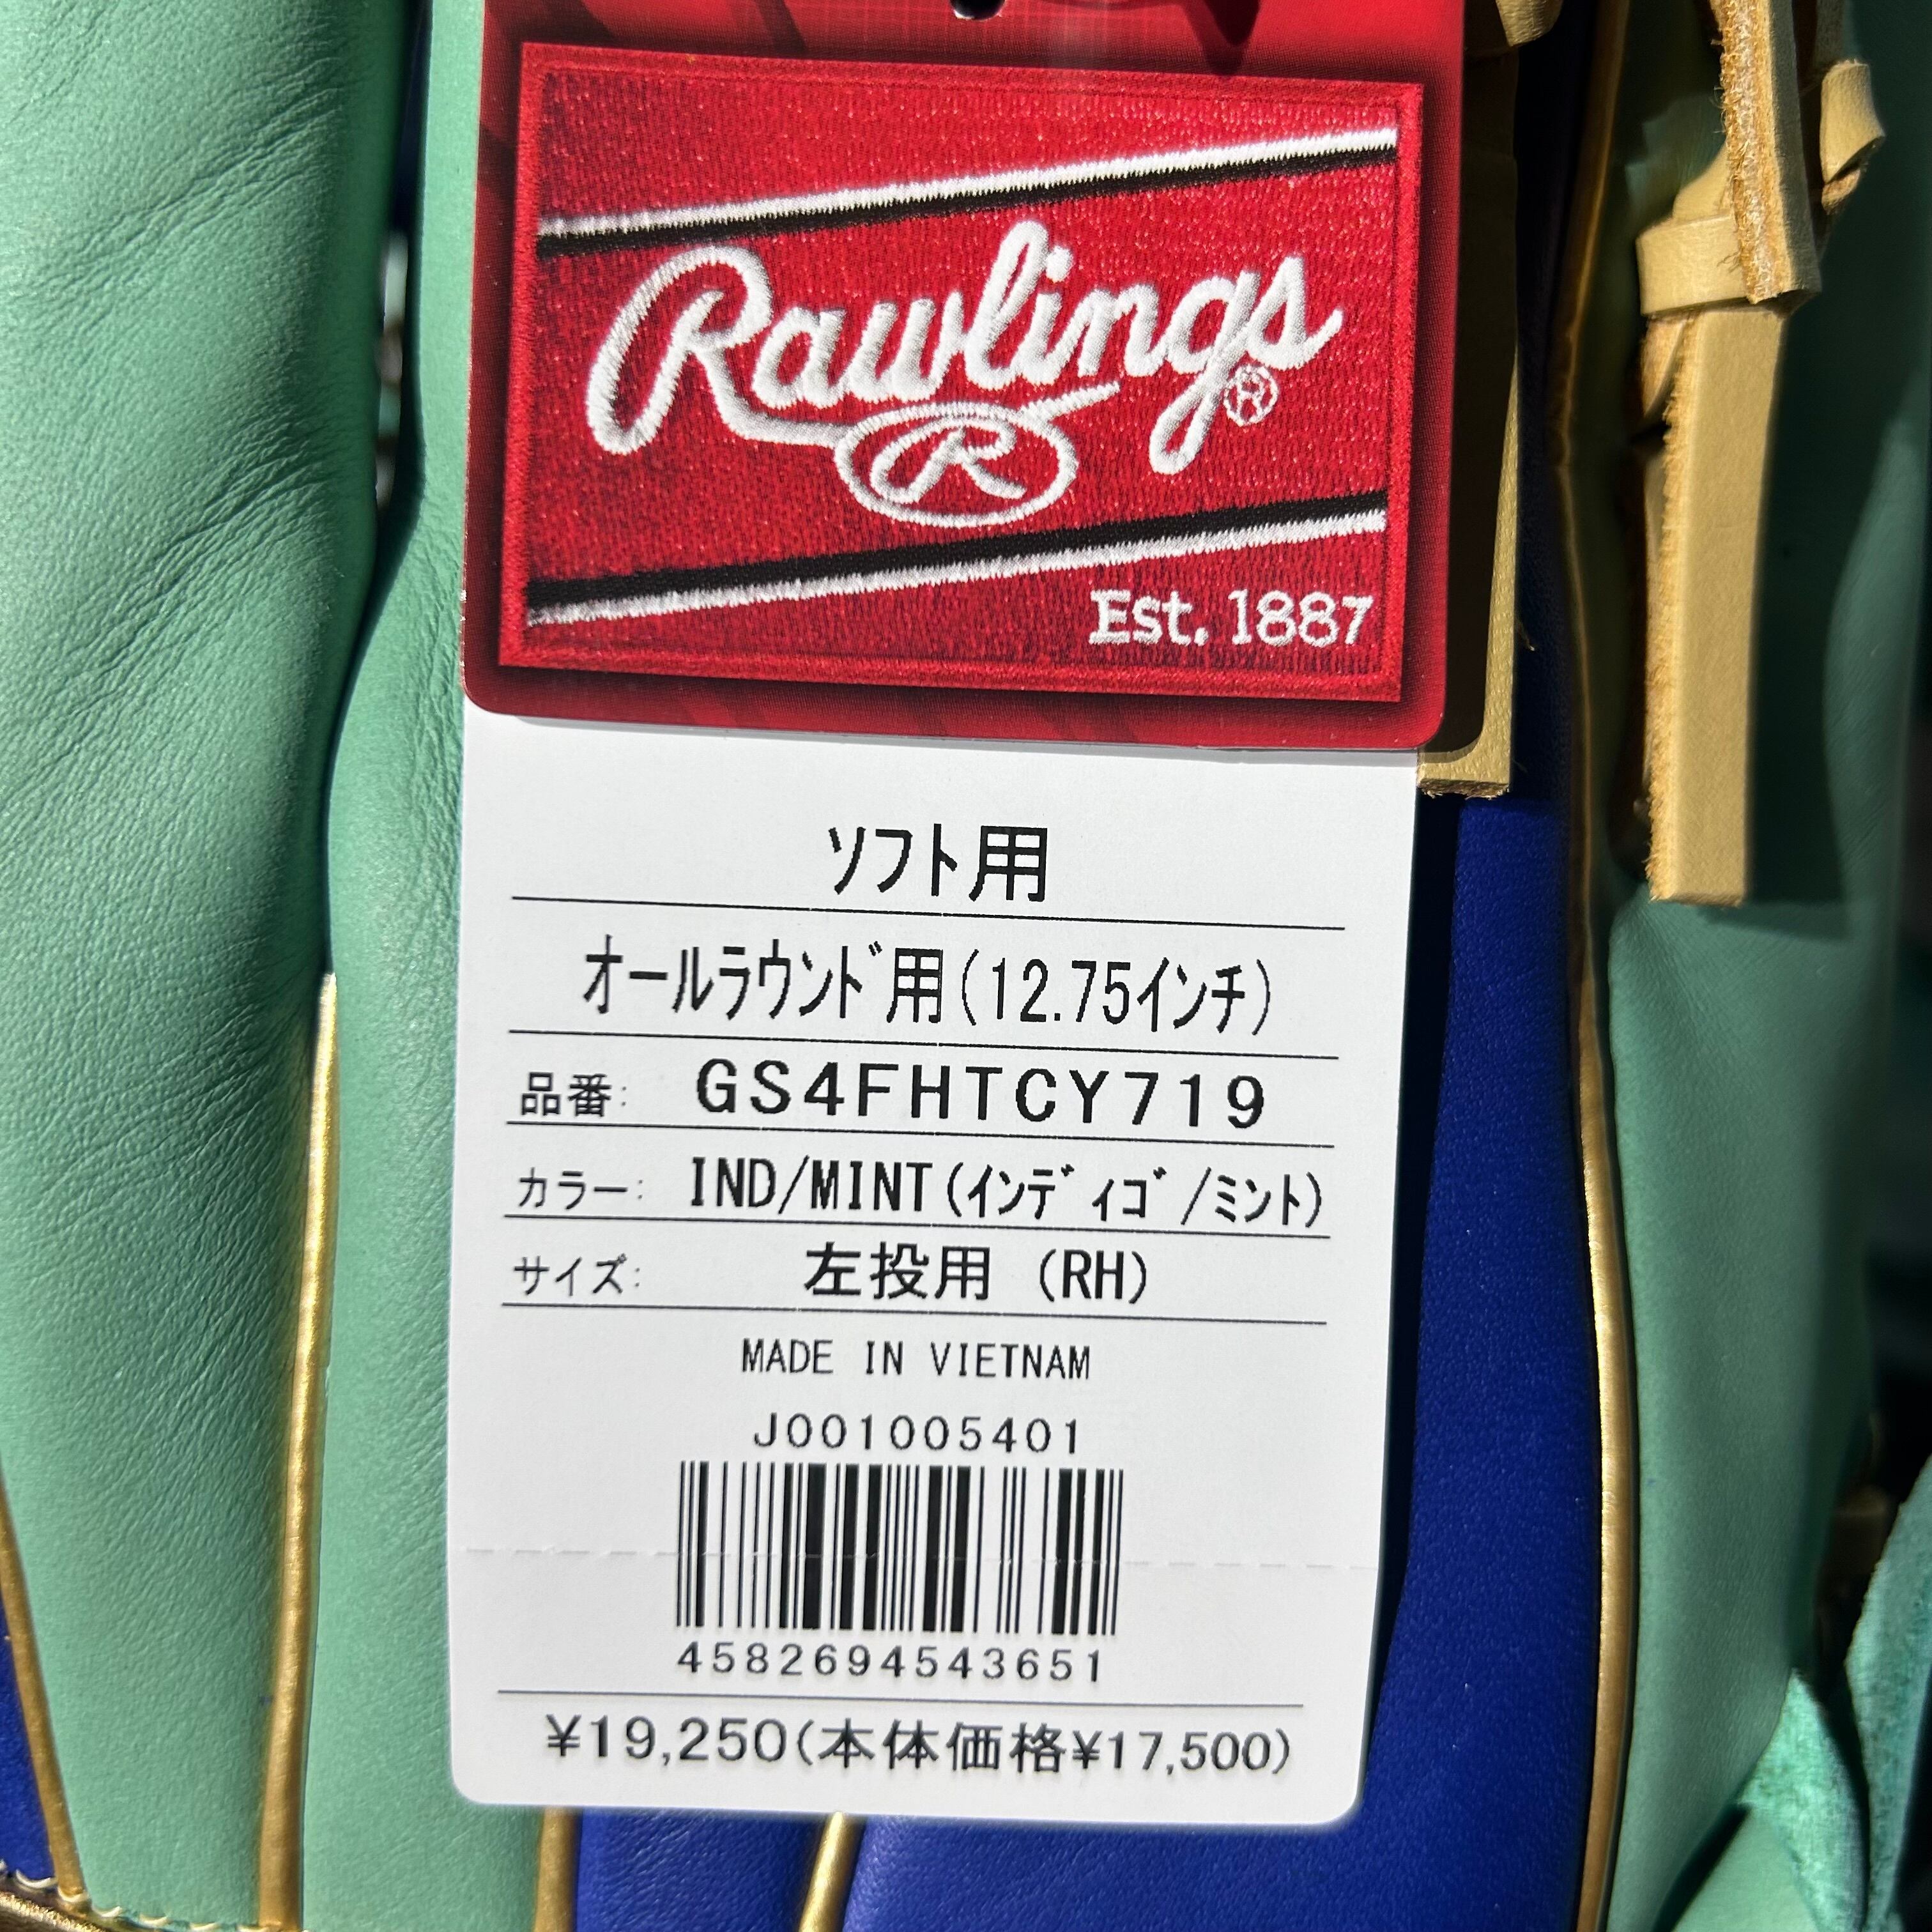 Rawlings®
R
Est. 1887
ソフト用
オールラウンド用(12.75インチ)
品番: GS4FHTCY719
カラー: IND/MINT(インディゴ/ミント)
サイズ: 左投用 (RH)
MADE IN VIETNAM
J001005401
4582694543651
¥19,250(本体価格¥17,500)